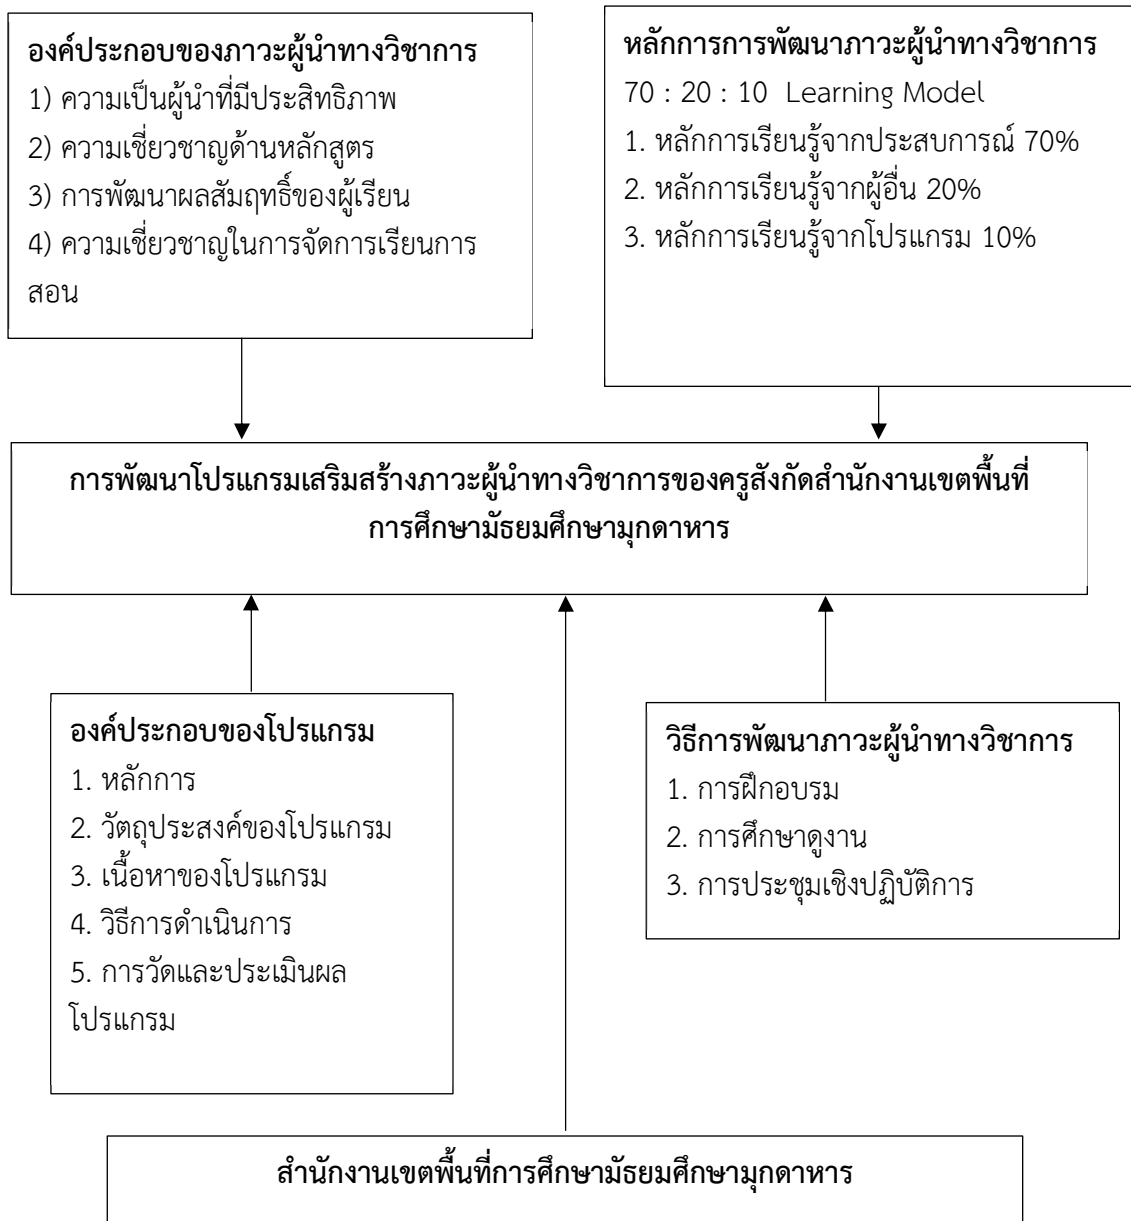 องค์ประกอบของภาวะผู้นำทางวิชาการ
1) ความเป็นผู้นำที่มีประสิทธิภาพ
2) ความเชี่ยวชาญด้านหลักสูตร
3) การพัฒนาผลสัมฤทธิ์ของผู้เรียน
4) ความเชี่ยวชาญในการจัดการเรียนการ
สอน
หลักการการพัฒนาภาวะผู้นำทางวิชาการ
70 : 20 : 10 Learning Model
1. หลักการเรียนรู้จากประสบการณ์ 70%
2. หลักการเรียนรู้จากผู้อื่น 20%
3. หลักการเรียนรู้จากโปรแกรม 10%
การพัฒนาโปรแกรมเสริมสร้างภาวะผู้นำทางวิชาการของครูสังกัดสำนักงานเขตพื้นที่
การศึกษามัธยมศึกษามุกดาหาร
องค์ประกอบของโปรแกรม
1. หลักการ
2. วัตถุประสงค์ของโปรแกรม
3. เนื้อหาของโปรแกรม
4. วิธีการดำเนินการ
5. การวัดและประเมินผล
โปรแกรม
วิธีการพัฒนาภาวะผู้นำทางวิชาการ
1. การฝึกอบรม
2. การศึกษาดูงาน
3. การประชุมเชิงปฏิบัติการ
สำนักงานเขตพื้นที่การศึกษามัธยมศึกษามุกดาหาร